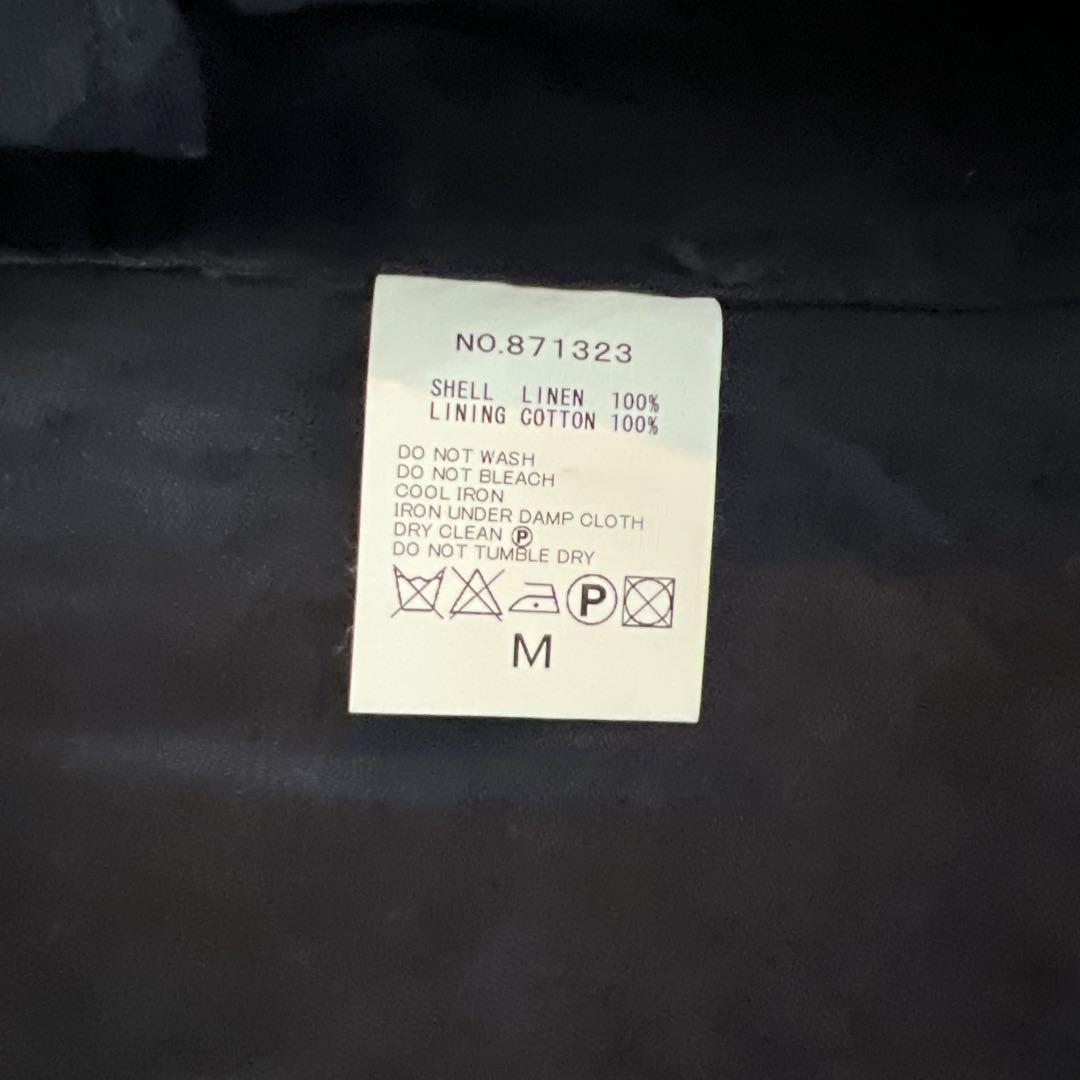 NO.871323
SHELL LINEN 100%
LINING COTTON 100%
DO NOT WASH
DO NOT BLEACH
COOL IRON
IRON UNDER DAMP CLOTH
DRY CLEAN Ⓟ
DO NOT TUMBLE DRY
P
M